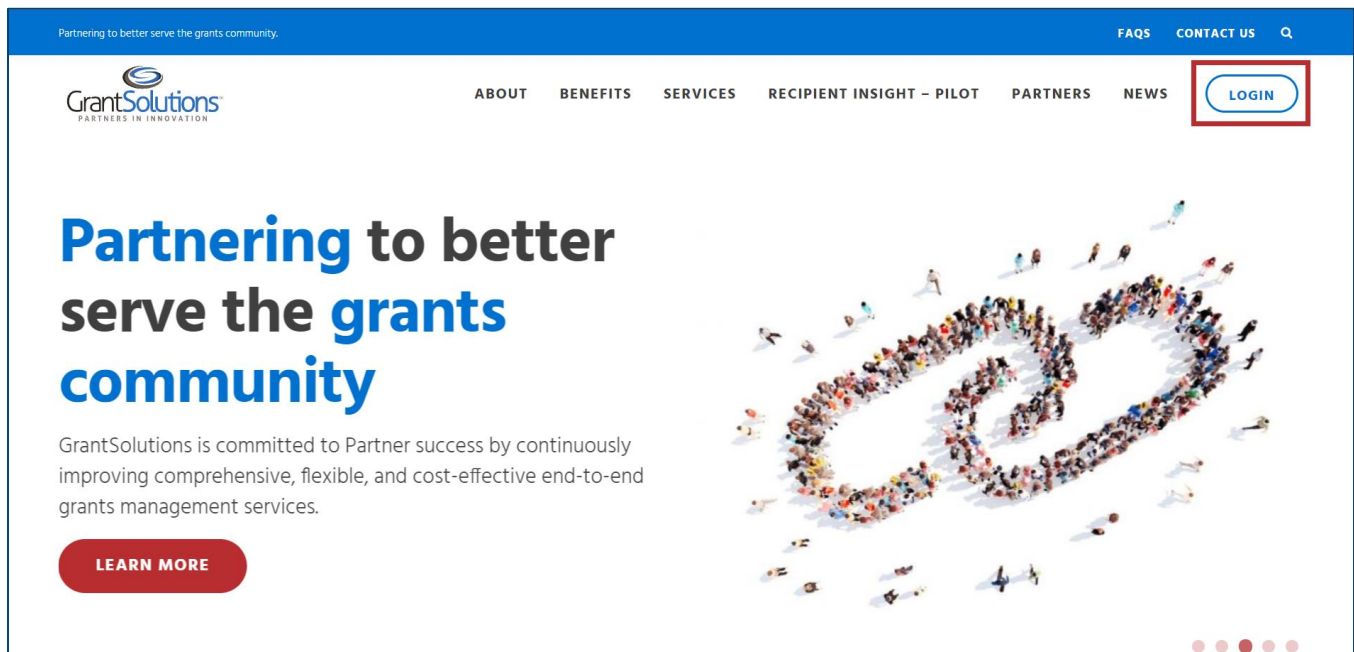 Partnering to better serve the grants community.
FAQS CONTACT US
GrantSolutions™
PARTNERS IN INNOVATION
ABOUT BENEFITS SERVICES RECIPIENT INSIGHT – PILOT PARTNERS NEWS LOGIN
Partnering to better
serve the grants
community
GrantSolutions is committed to Partner success by continuously
improving comprehensive, flexible, and cost-effective end-to-end
grants management services.
LEARN MORE